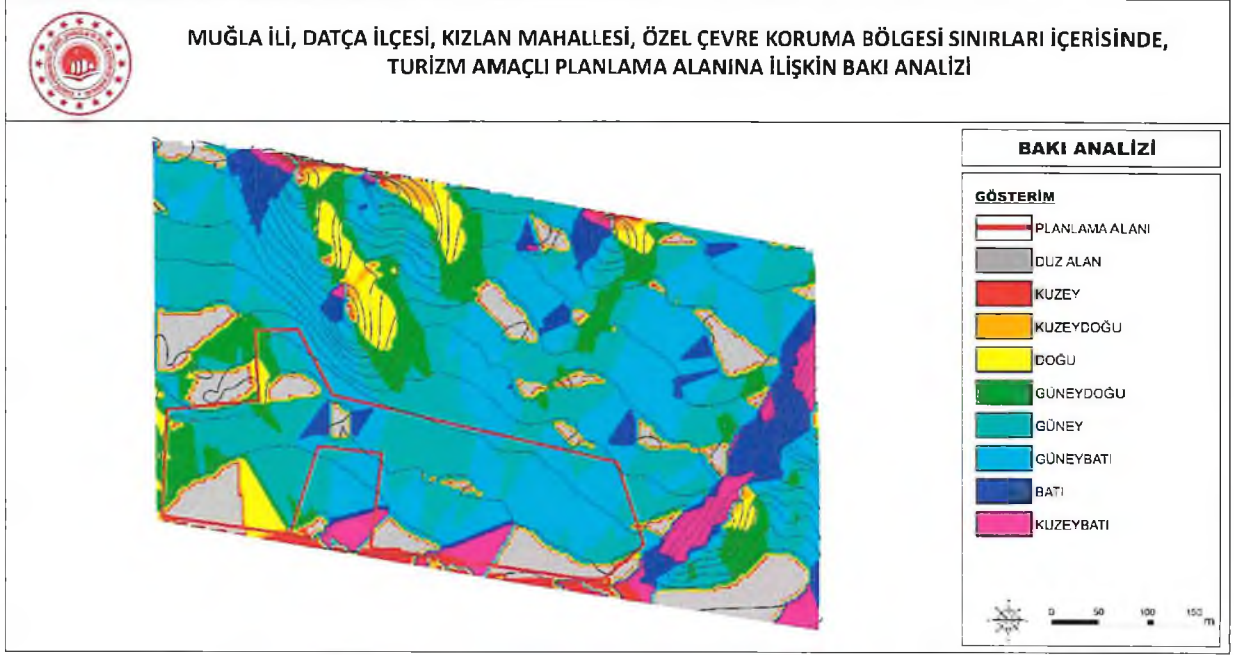 MUĞLA İLİ, DATÇA İLÇESİ, KIZLAN MAHALLESİ, ÖZEL ÇEVRE KORUMA BÖLGESİ SINIRLARI İÇERİSİNDE,
TURİZM AMAÇLI PLANLAMA ALANINA İLİŞKİN BAKI ANALİZİ
BAKI ANALİZİ
GÖSTERİM
PLANLAMA ALANI
DÜZ ALAN
KUZEY
KUZEYDOĞU
DOĞU
GÜNEYDOĞU
GÜNEY
GÜNEYBATI
BATI
KUZEYBATI
0 50 100 150
m